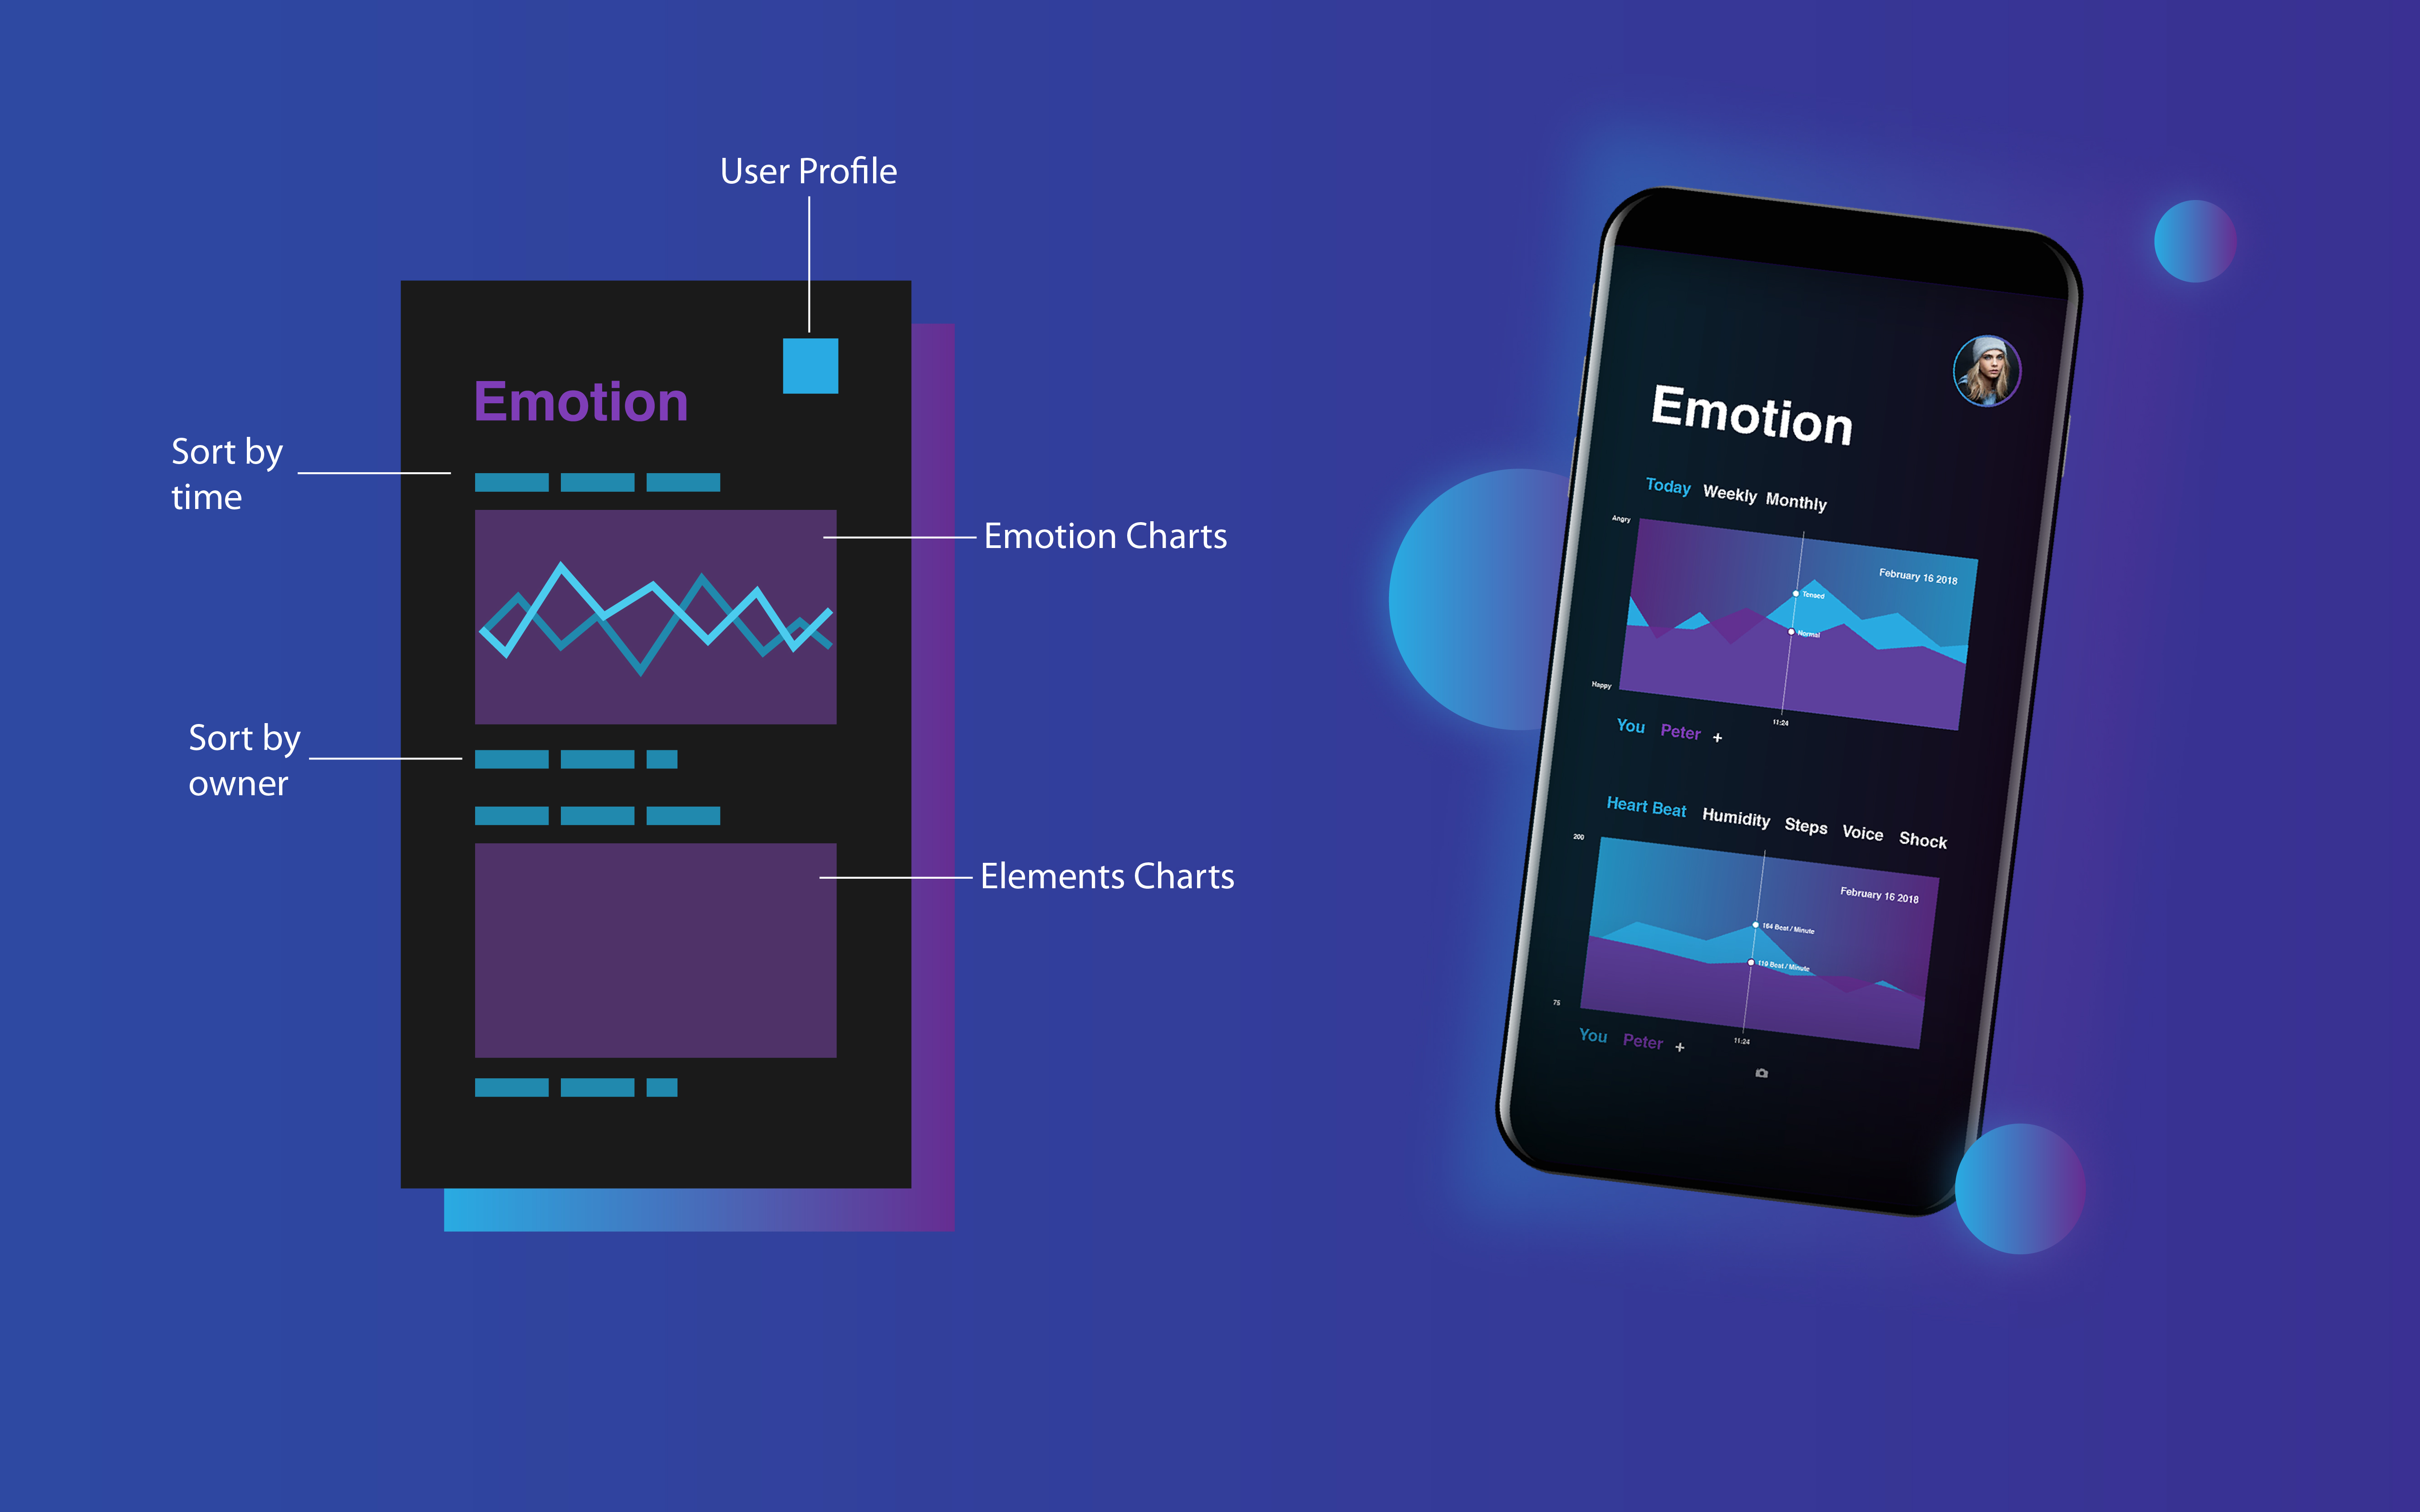 User Profile
Emotion
Sort by
time
Emotion Charts
Sort by
owner
Elements Charts
Emotion
Today Weekly Monthly
Angry
February 16 2018
Tensed
Normal
Happy
11:24
You Peter +
Heart Beat Humidity Steps Voice Shock
200
February 16 2018
164 Beat / Minute
119 Beat / Minute
75
11:24
You Peter +